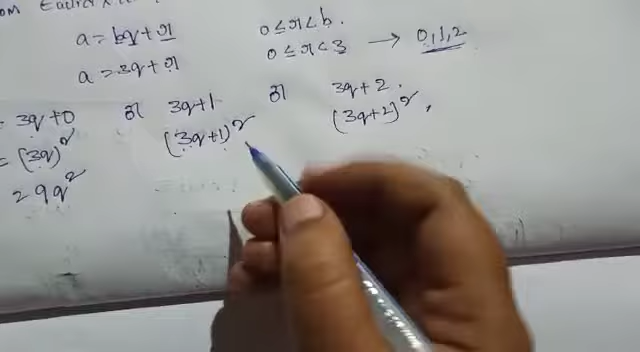 a = bq + r 0 ≤ r < b.
a = 3q + r 0 ≤ r < 3 → 0, 1, 2
= 3q + 0 or 3q + 1 or 3q + 2.
= (3q)² (3q + 1)² (3q + 2)²,
= 9q²